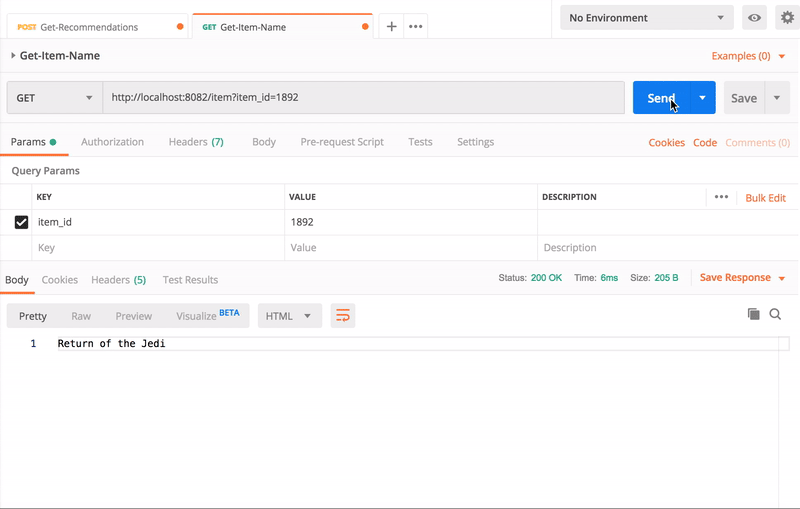 POST Get-Recommendations GET Get-Item-Name + ••• No Environment
Get-Item-Name Examples (0)
GET http://localhost:8082/item?item_id=1892 Send Save
Params Authorization Headers (7) Body Pre-request Script Tests Settings Cookies Code Comments (0)
Query Params
KEY VALUE DESCRIPTION ••• Bulk Edit
item_id 1892
Key Value Description
Body Cookies Headers (5) Test Results Status: 200 OK Time: 6ms Size: 205 B Save Response
Pretty Raw Preview Visualize BETA HTML
1 Return of the Jedi